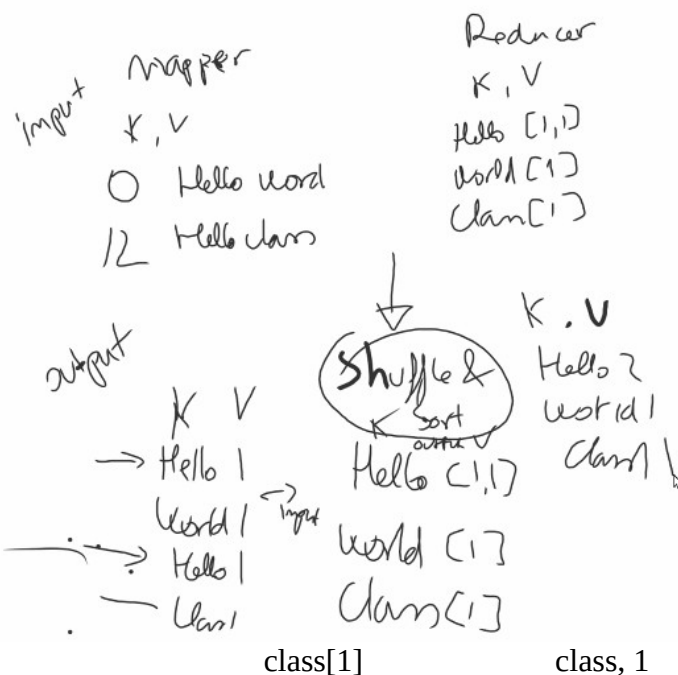 mapper
input
K, V
0 Hello word
12 Hello class
Reducer
K, V
Hello [1,1]
world [1]
Class [1]
output
K V
Hello 1
World 1
Hello 1
Class 1
input
Shuffle &
sort
K output V
Hello [1,1]
world [1]
Class [1]
K, V
Hello 2
world 1
Class 1
class[1]
class, 1